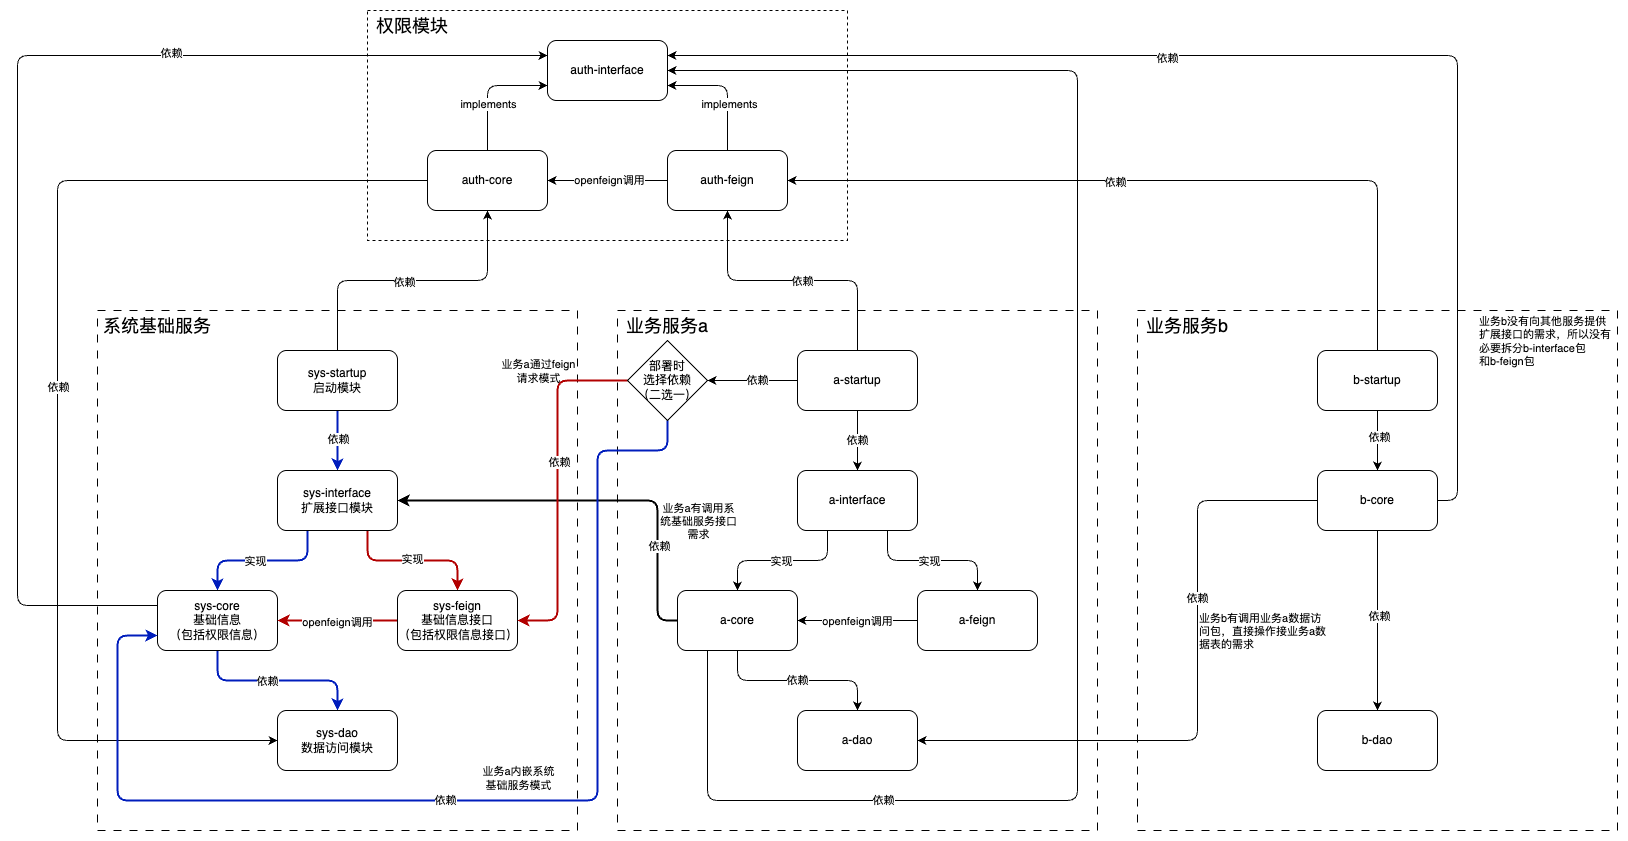 权限模块
auth-interface
依赖
依赖
implements
implements
auth-core
openfeign调用
auth-feign
依赖
依赖
依赖
依赖
系统基础服务
sys-startup
启动模块
依赖
sys-interface
扩展接口模块
实现
实现
sys-core
基础信息
(包括权限信息)
openfeign调用
sys-feign
基础信息接口
(包括权限信息接口)
依赖
sys-dao
数据访问模块
业务a内嵌系统
基础服务模式
依赖
业务a通过feign
请求模式
依赖
业务服务a
部署时
选择依赖
(二选一)
依赖
a-startup
依赖
a-interface
业务a有调用系
统基础服务接口
需求
依赖
实现
实现
a-core
openfeign调用
a-feign
依赖
a-dao
依赖
业务服务b
业务b没有向其他服务提供
扩展接口的需求，所以没有
必要拆分b-interface包
和b-feign包
b-startup
依赖
b-core
依赖
业务b有调用业务a数据访
问包，直接操作接业务a数
据表的需求
依赖
b-dao